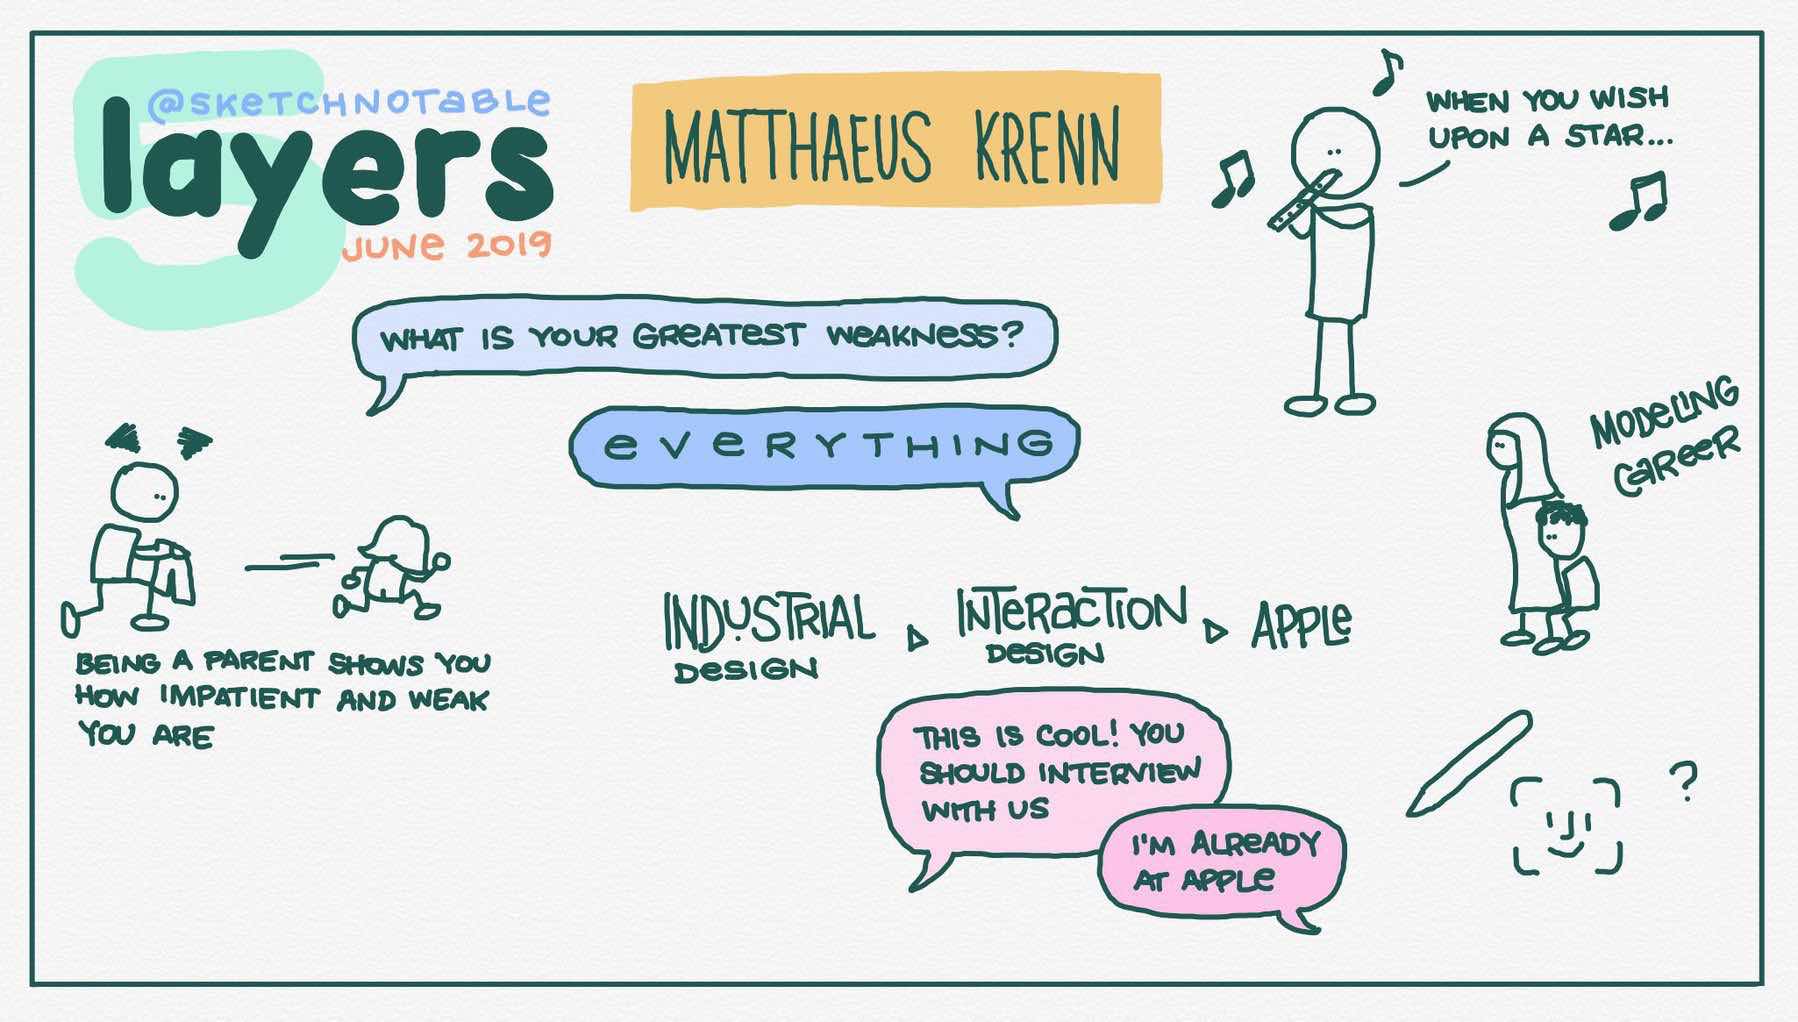 @SKETCHNOTABLE
layers
5
JUNE 2019
MATTHAEUS KRENN
WHEN YOU WISH
UPON A STAR...
WHAT IS YOUR GREATEST WEAKNESS?
EVERYTHING
MODELING
CAREER
BEING A PARENT SHOWS YOU
HOW IMPATIENT AND WEAK
YOU ARE
INDUSTRIAL
DESIGN
INTERACTION
DESIGN
APPLE
THIS IS COOL! YOU
SHOULD INTERVIEW
WITH US
I'M ALREADY
AT APPLE
?